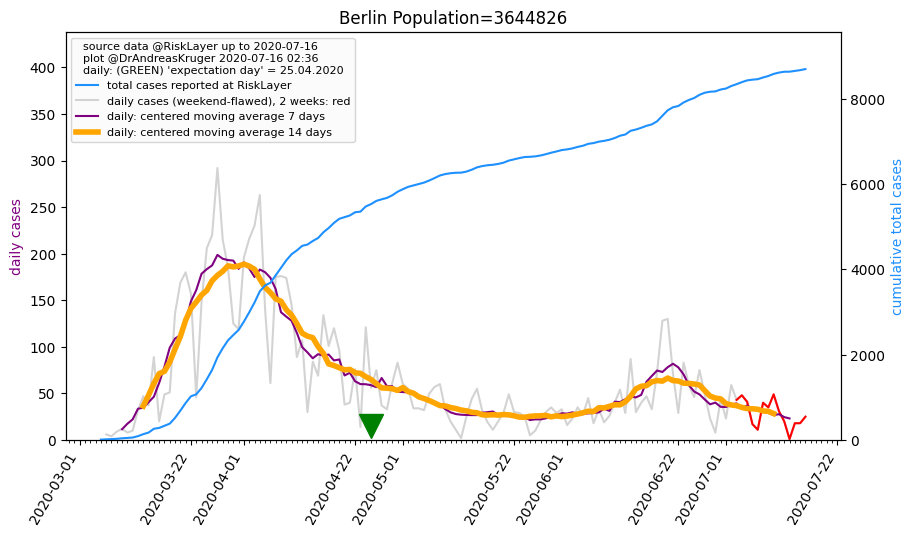 Berlin Population=3644826
source data @RiskLayer up to 2020-07-16
plot @DrAndreasKruger 2020-07-16 02:36
daily: (GREEN) 'expectation day' = 25.04.2020
total cases reported at RiskLayer
daily cases (weekend-flawed), 2 weeks: red
daily: centered moving average 7 days
daily: centered moving average 14 days
daily cases
400
350
300
250
200
150
100
50
0
cumulative total cases
8000
6000
4000
2000
0
2020-03-01
2020-03-22
2020-04-01
2020-04-22
2020-05-01
2020-05-22
2020-06-01
2020-06-22
2020-07-01
2020-07-22